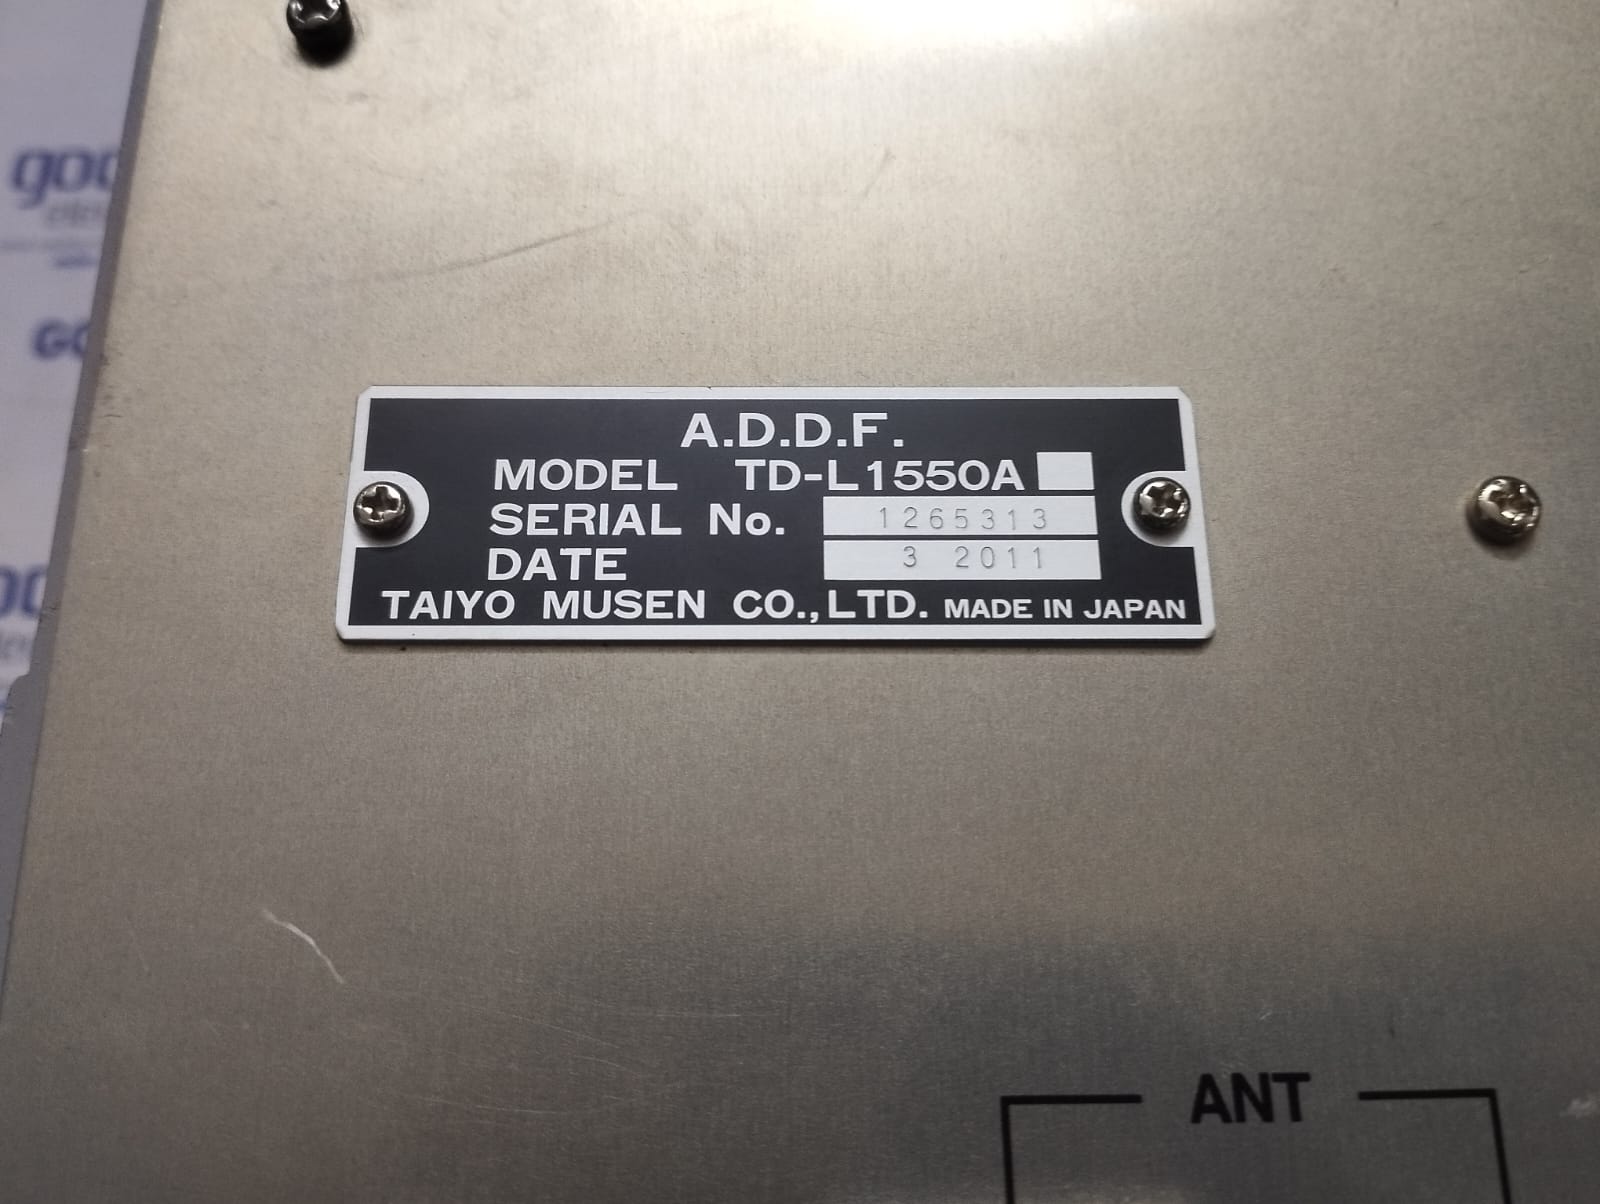 A.D.D.F.
MODEL TD-L1550A
SERIAL No. 1265313
DATE 3 2011
TAIYO MUSEN CO.,LTD. MADE IN JAPAN
ANT